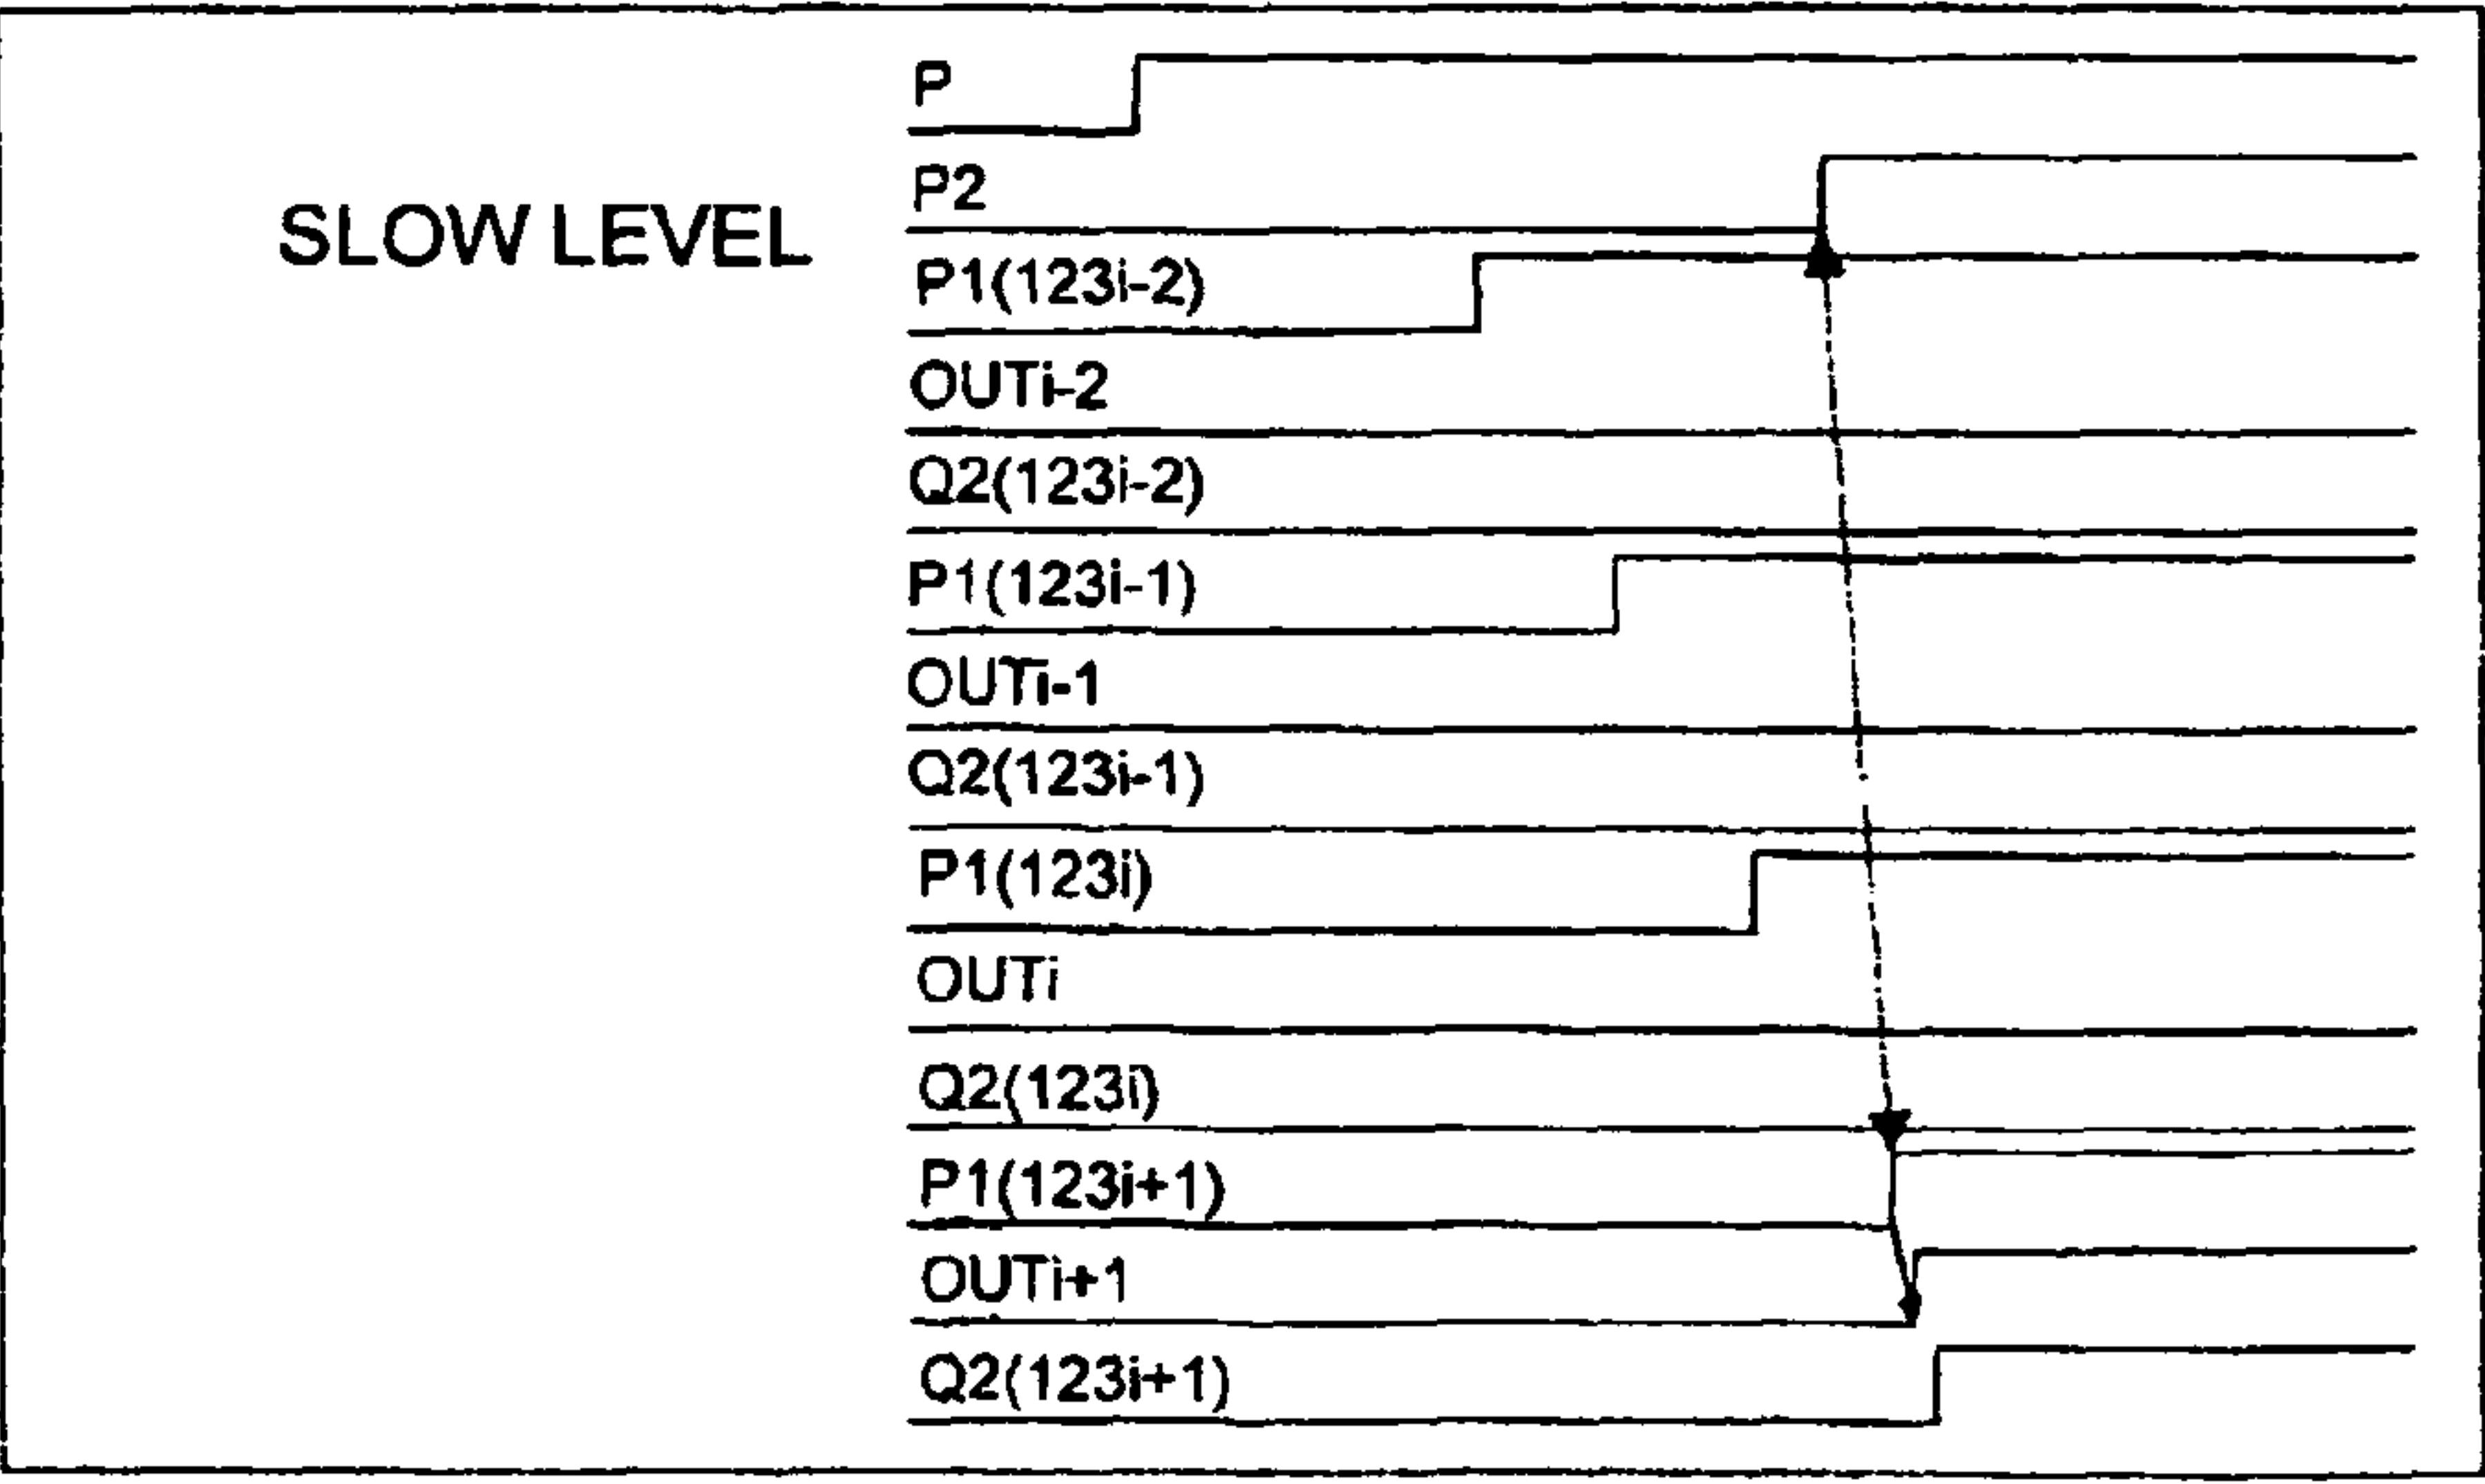 P
P2
SLOW LEVEL
P1(123i-2)
OUTi-2
Q2(123i-2)
P1(123i-1)
OUTi-1
Q2(123i-1)
P1(123i)
OUTi
Q2(123i)
P1(123i+1)
OUTi+1
Q2(123i+1)